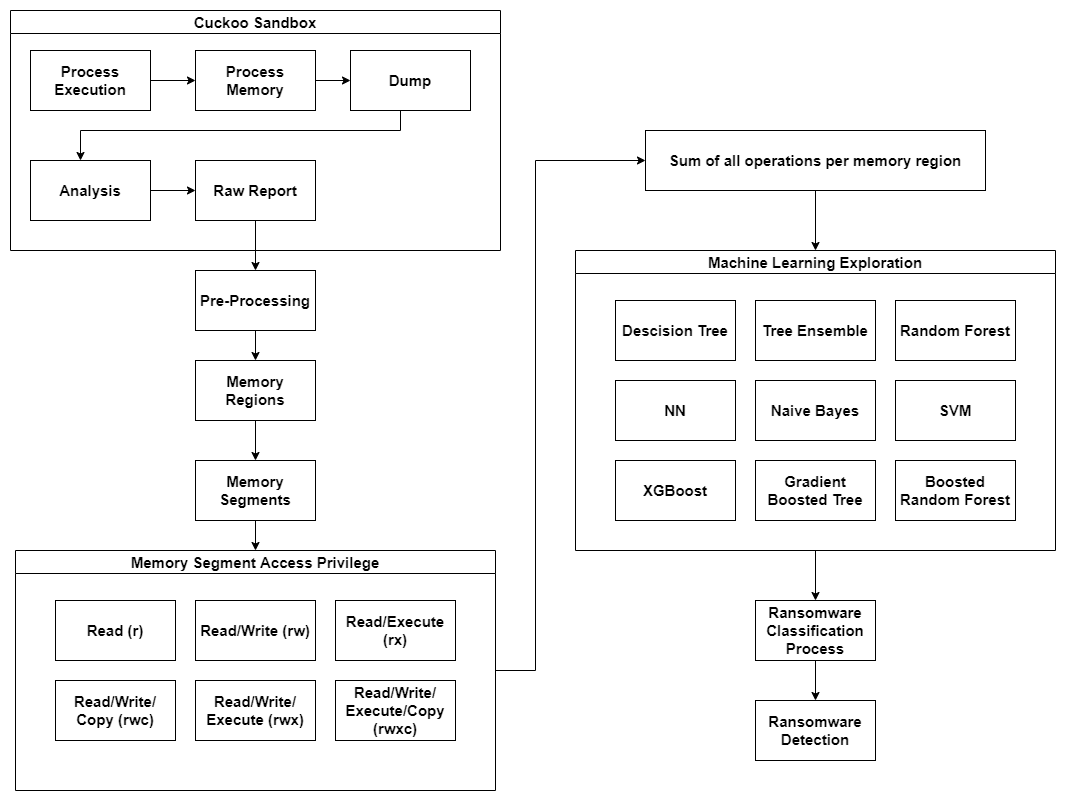 Cuckoo Sandbox
Process
Execution
Process
Memory
Dump
Analysis
Raw Report
Pre-Processing
Memory
Regions
Memory
Segments
Memory Segment Access Privilege
Read (r)
Read/Write (rw)
Read/Execute
(rx)
Read/Write/
Copy (rwc)
Read/Write/
Execute (rwx)
Read/Write/
Execute/Copy
(rwxc)
Sum of all operations per memory region
Machine Learning Exploration
Descision Tree
Tree Ensemble
Random Forest
NN
Naive Bayes
SVM
XGBoost
Gradient
Boosted Tree
Boosted
Random Forest
Ransomware
Classification
Process
Ransomware
Detection